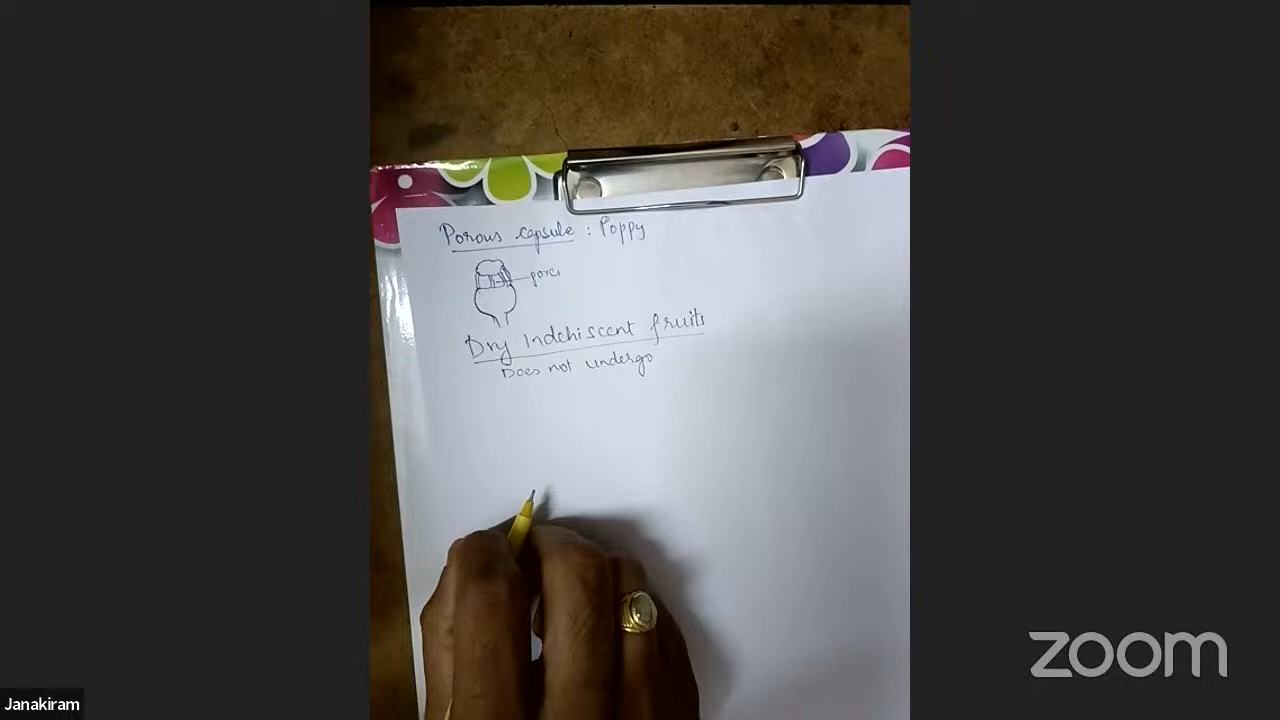 Porous capsule : Poppy
pores
Dry Indehiscent fruits
Does not undergo
zoom
Janakiram